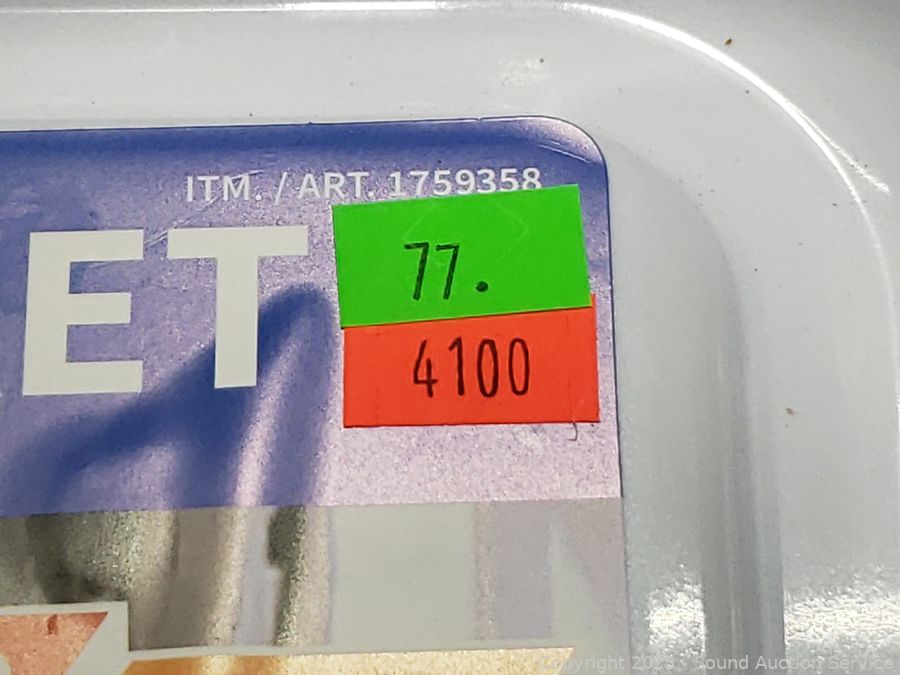 ITM. / ART. 1759358
ET
77.
4100
Copyright 2023 - Sound Auction Service